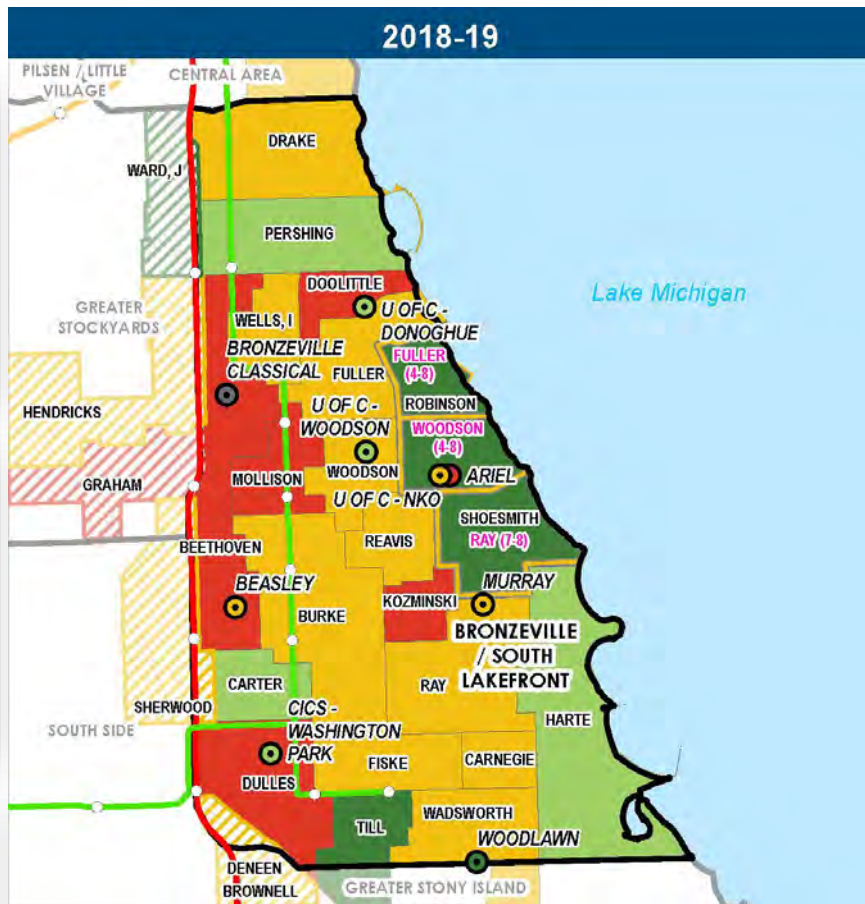 2018-19
PILSEN / LITTLE
VILLAGE
CENTRAL AREA
DRAKE
WARD, J
PERSHING
DOOLITTLE
Lake Michigan
GREATER
STOCKYARDS
WELLS, I
U OF C -
DONOGHUE
BRONZEVILLE
CLASSICAL
FULLER
FULLER
(4-8)
ROBINSON
HENDRICKS
U OF C -
WOODSON
WOODSON
(4-8)
GRAHAM
MOLLISON
WOODSON
ARIEL
U OF C - NKO
SHOESMITH
RAY (7-8)
BEETHOVEN
REAVIS
BEASLEY
BURKE
KOZMINSKI
MURRAY
BRONZEVILLE
/ SOUTH
LAKEFRONT
CARTER
RAY
SHERWOOD
HARTE
SOUTH SIDE
CICS -
WASHINGTON
PARK
DULLES
FISKE
CARNEGIE
TILL
WADSWORTH
WOODLAWN
DENEEN
BROWNELL
GREATER STONY ISLAND